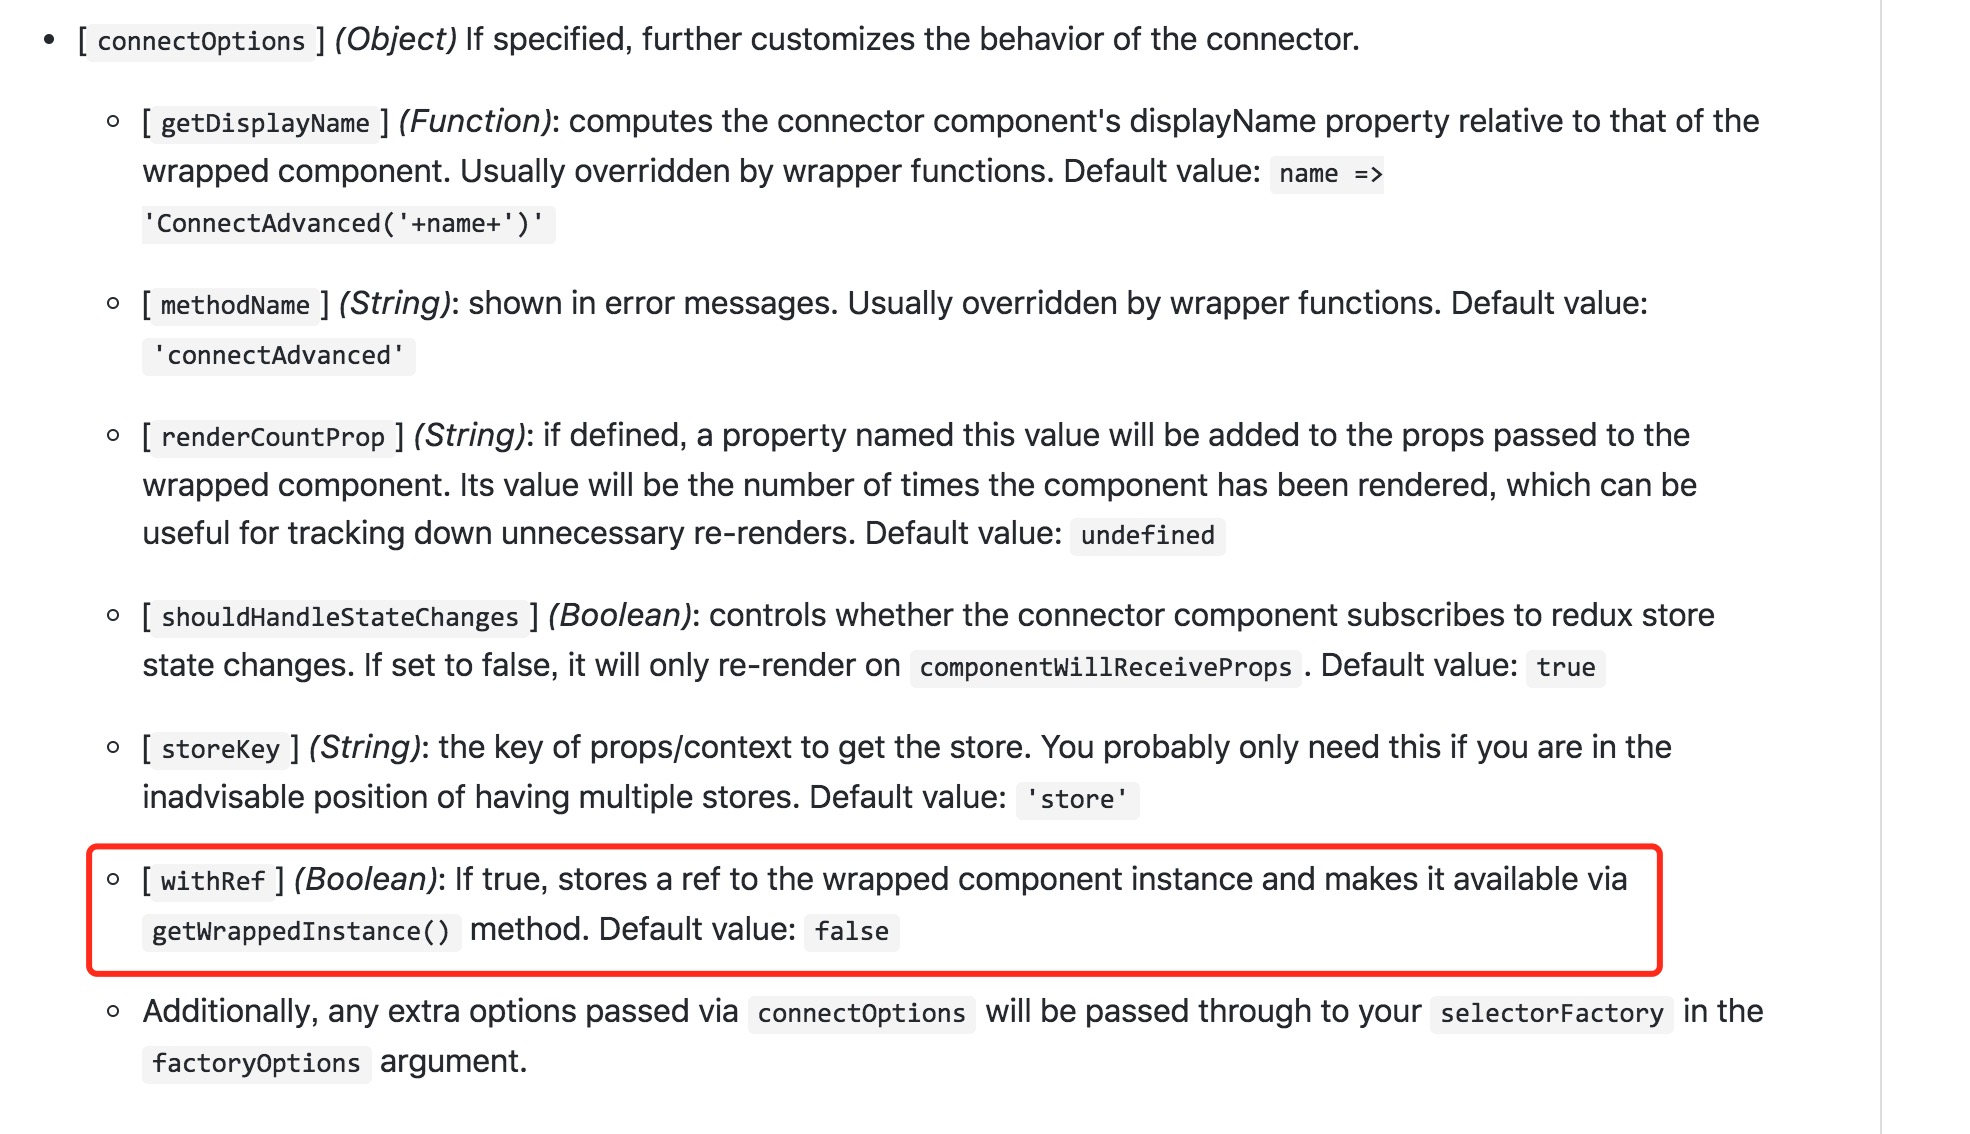 • [ connectOptions ] (Object) If specified, further customizes the behavior of the connector.
○ [ getDisplayName ] (Function): computes the connector component's displayName property relative to that of the
wrapped component. Usually overridden by wrapper functions. Default value: name =>
'ConnectAdvanced('+name+')'
○ [ methodName ] (String): shown in error messages. Usually overridden by wrapper functions. Default value:
'connectAdvanced'
○ [ renderCountProp ] (String): if defined, a property named this value will be added to the props passed to the
wrapped component. Its value will be the number of times the component has been rendered, which can be
useful for tracking down unnecessary re-renders. Default value: undefined
○ [ shouldHandleStateChanges ] (Boolean): controls whether the connector component subscribes to redux store
state changes. If set to false, it will only re-render on componentWillReceiveProps . Default value: true
○ [ storeKey ] (String): the key of props/context to get the store. You probably only need this if you are in the
inadvisable position of having multiple stores. Default value: 'store'
○ [ withRef ] (Boolean): If true, stores a ref to the wrapped component instance and makes it available via
getWrappedInstance() method. Default value: false
○ Additionally, any extra options passed via connectOptions will be passed through to your selectorFactory in the
factoryOptions argument.